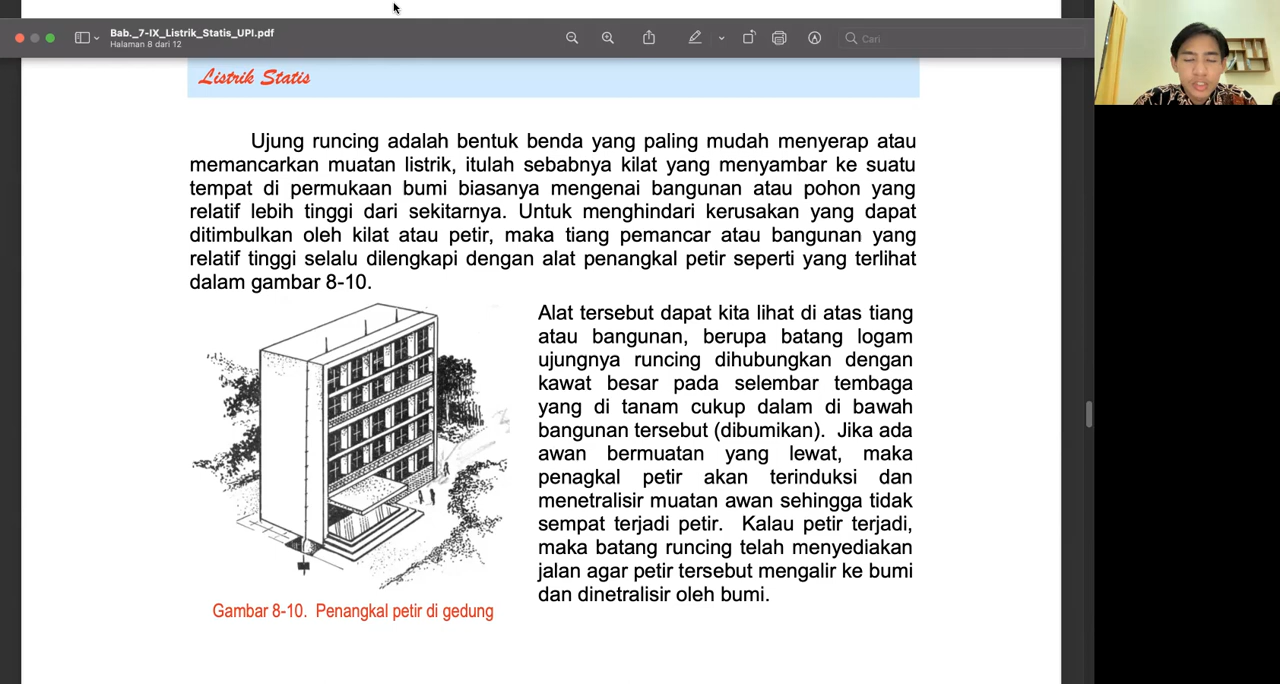 Bab._7-IX_Listrik_Statis_UPI.pdf
Halaman 8 dari 12
Cari
Listrik Statis
Ujung runcing adalah bentuk benda yang paling mudah menyerap atau
memancarkan muatan listrik, itulah sebabnya kilat yang menyambar ke suatu
tempat di permukaan bumi biasanya mengenai bangunan atau pohon yang
relatif lebih tinggi dari sekitarnya. Untuk menghindari kerusakan yang dapat
ditimbulkan oleh kilat atau petir, maka tiang pemancar atau bangunan yang
relatif tinggi selalu dilengkapi dengan alat penangkal petir seperti yang terlihat
dalam gambar 8-10.
Alat tersebut dapat kita lihat di atas tiang
atau bangunan, berupa batang logam
ujungnya runcing dihubungkan dengan
kawat besar pada selembar tembaga
yang di tanam cukup dalam di bawah
bangunan tersebut (dibumikan). Jika ada
awan bermuatan yang lewat, maka
penagkal petir akan terinduksi dan
menetralisir muatan awan sehingga tidak
sempat terjadi petir. Kalau petir terjadi,
maka batang runcing telah menyediakan
jalan agar petir tersebut mengalir ke bumi
dan dinetralisir oleh bumi.
Gambar 8-10. Penangkal petir di gedung